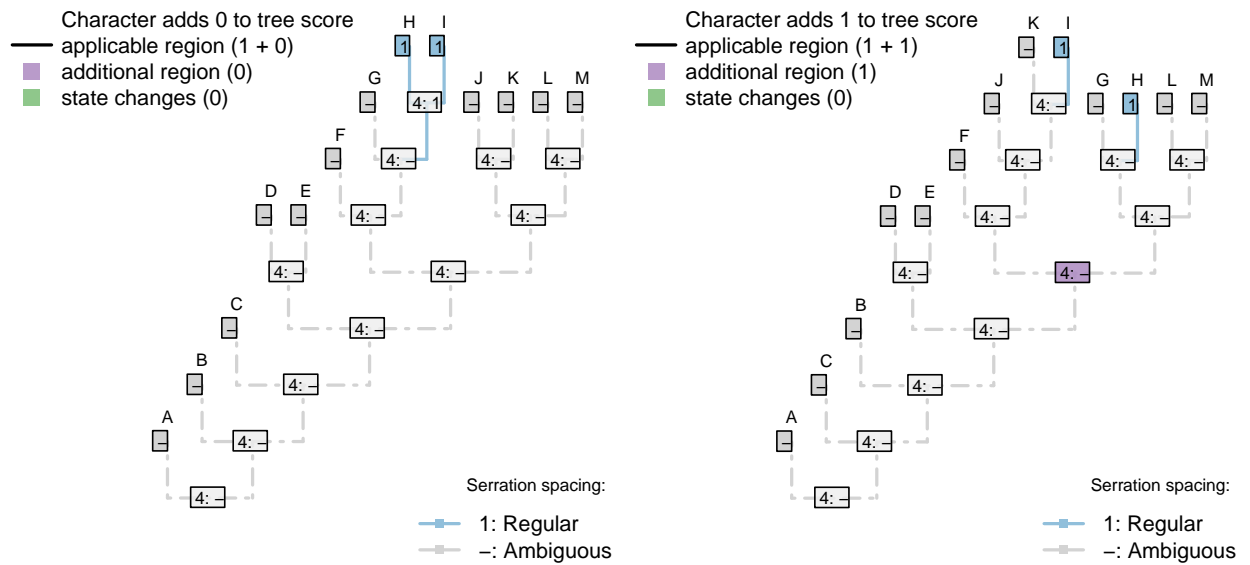 Character adds 0 to tree score
applicable region (1 + 0)
additional region (0)
state changes (0)
H I
1 1
G J K L M
– 4: 1 – – – –
F
– 4: – 4: – 4: –
D E
– – 4: – 4: –
4: – 4: –
C
– 4: –
B
– 4: –
A
– 4: –
4: –
Serration spacing:
1: Regular
–: Ambiguous
Character adds 1 to tree score
applicable region (1 + 1)
additional region (1)
state changes (0)
K I
– 1
J G H L M
– 4: – – 1 – –
F
– 4: – 4: – 4: –
D E
– – 4: – 4: –
4: – 4: –
B
– 4: –
C
– 4: –
A
– 4: –
4: –
Serration spacing:
1: Regular
–: Ambiguous